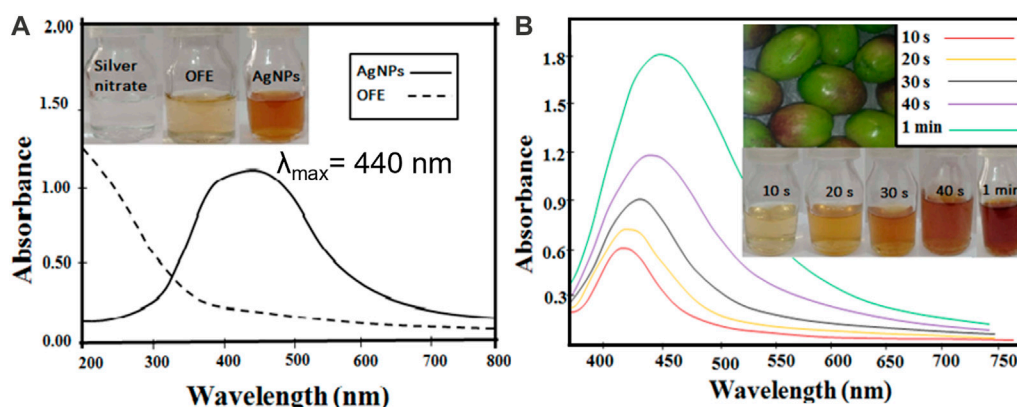 A
2.00
1.50
1.00
0.50
0.00
200
300
400
500
600
700
800
Absorbance
Wavelength (nm)
Silver
nitrate
OFE
AgNPs
AgNPs
OFE
λmax= 440 nm
B
1.8
1.5
1.2
0.9
0.6
0.3
400
450
500
550
600
650
700
750
Absorbance
Wavelength (nm)
10 s
20 s
30 s
40 s
1 min
10 s
20 s
30 s
40 s
1 min